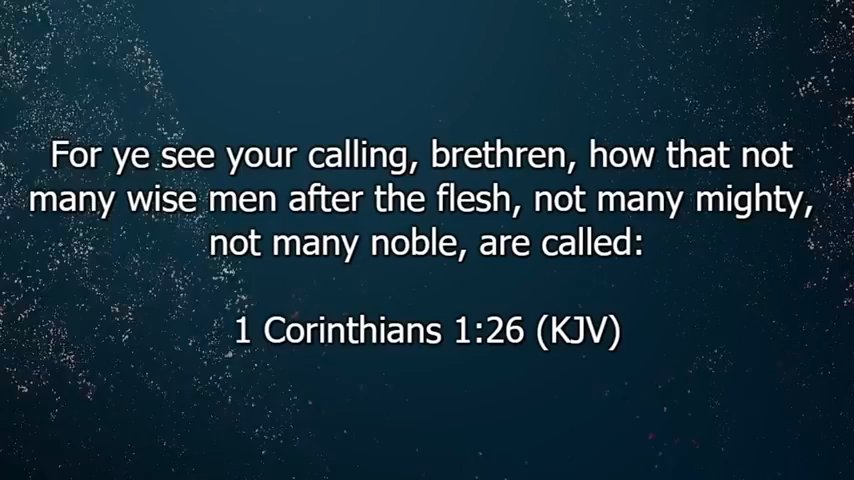 For ye see your calling, brethren, how that not
many wise men after the flesh, not many mighty,
not many noble, are called:
1 Corinthians 1:26 (KJV)